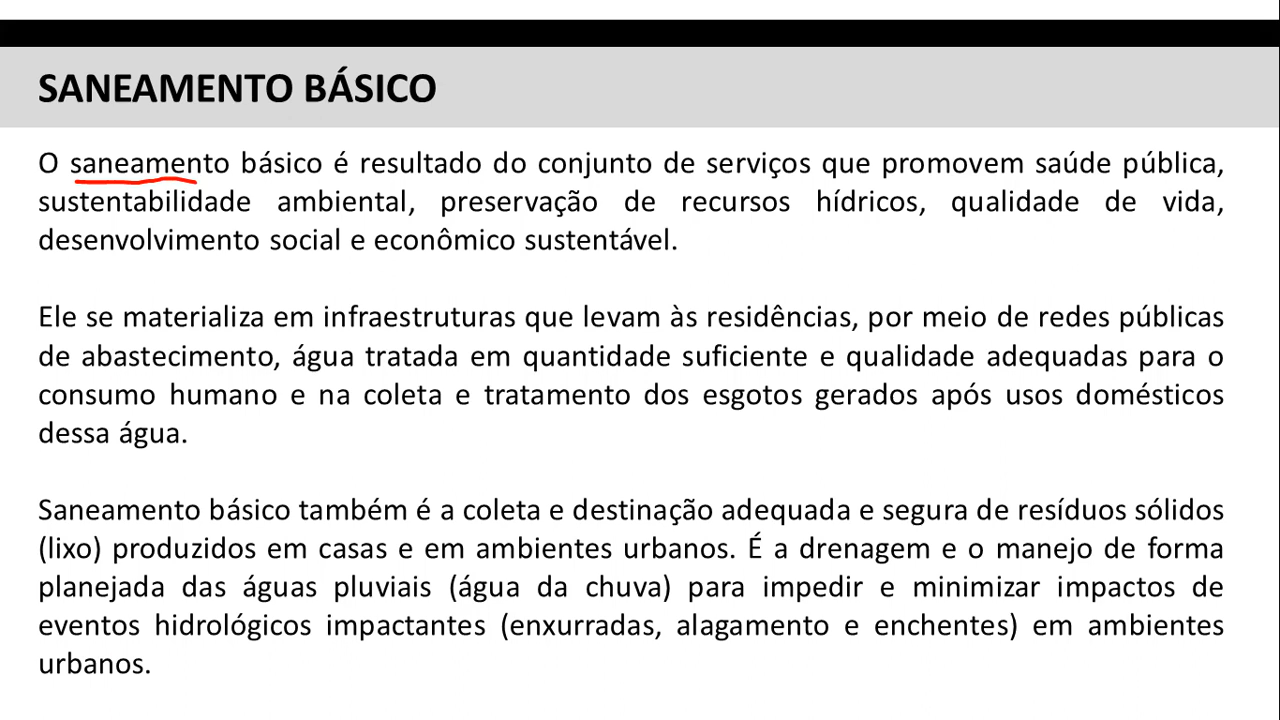 SANEAMENTO BÁSICO
O saneamento básico é resultado do conjunto de serviços que promovem saúde pública,
sustentabilidade ambiental, preservação de recursos hídricos, qualidade de vida,
desenvolvimento social e econômico sustentável.
Ele se materializa em infraestruturas que levam às residências, por meio de redes públicas
de abastecimento, água tratada em quantidade suficiente e qualidade adequadas para o
consumo humano e na coleta e tratamento dos esgotos gerados após usos domésticos
dessa água.
Saneamento básico também é a coleta e destinação adequada e segura de resíduos sólidos
(lixo) produzidos em casas e em ambientes urbanos. É a drenagem e o manejo de forma
planejada das águas pluviais (água da chuva) para impedir e minimizar impactos de
eventos hidrológicos impactantes (enxurradas, alagamento e enchentes) em ambientes
urbanos.